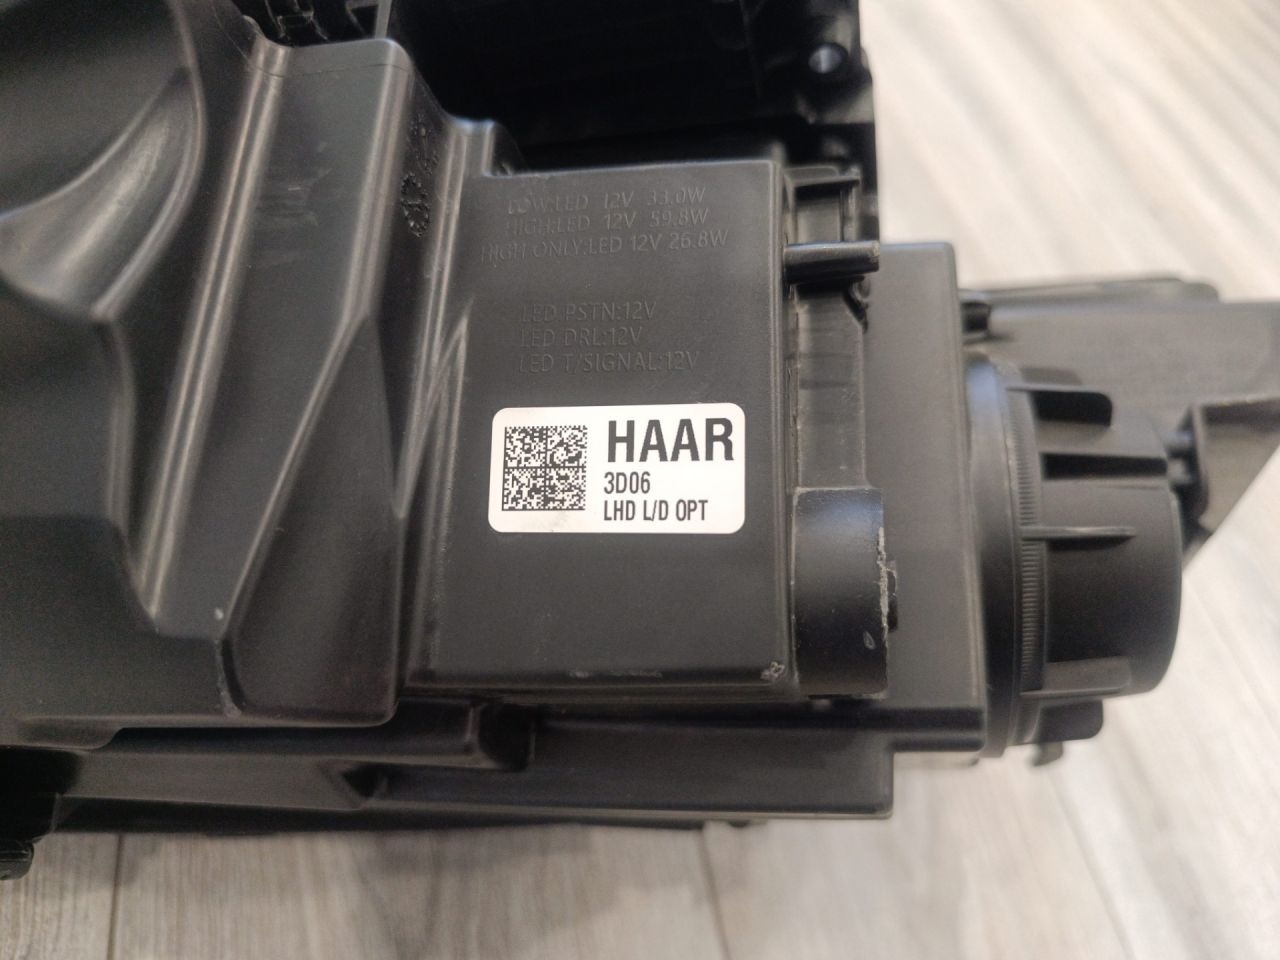 LOW:LED 12V 33.0W
HIGH:LED 12V 59.8W
HIGH ONLY:LED 12V 26.8W
LED PSTN:12V
LED DRL:12V
LED T/SIGNAL:12V
HAAR
3D06
LHD L/D OPT